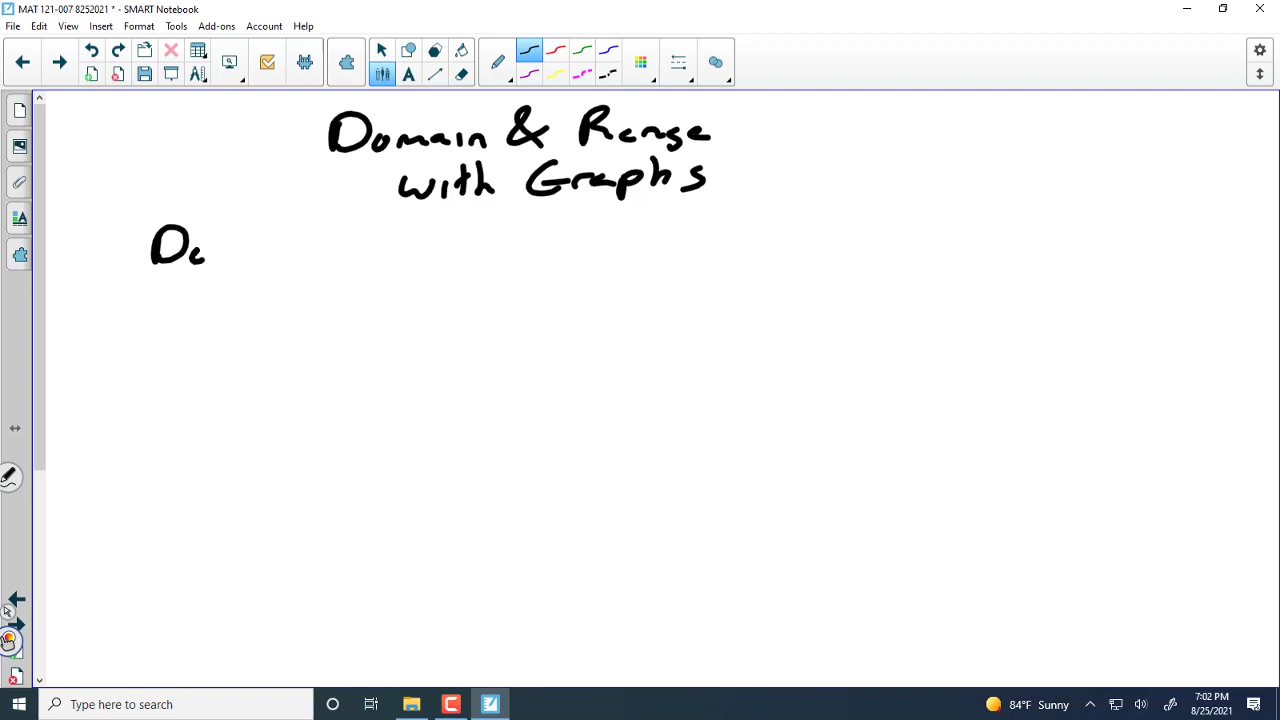 MAT 121-007 8252021 * - SMART Notebook
File Edit View Insert Format Tools Add-ons Account Help
Domain & Range
with Graphs
Do
Type here to search
84°F Sunny
7:02 PM
8/25/2021